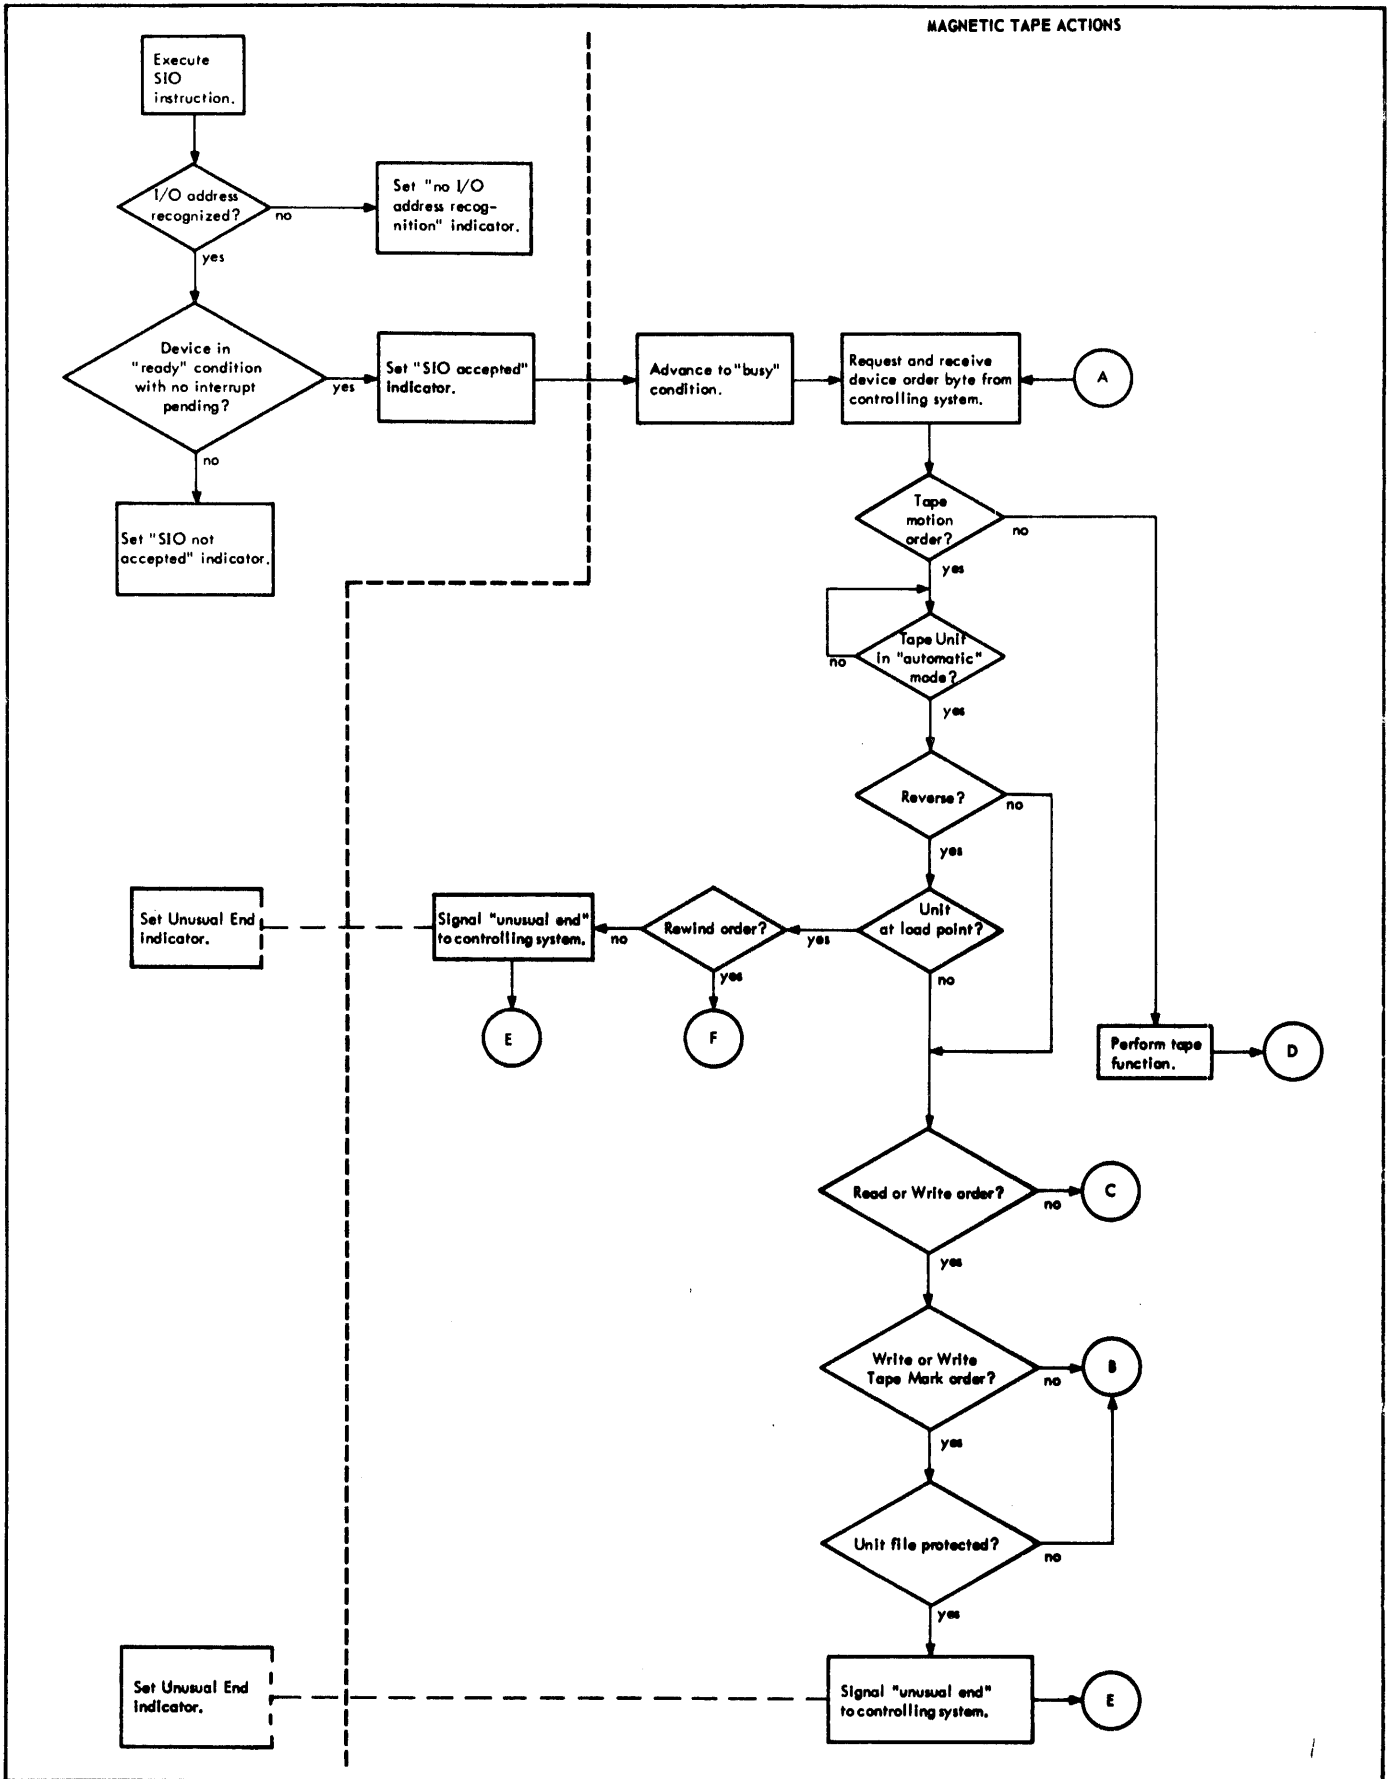 MAGNETIC TAPE ACTIONS
Execute
SIO
instruction.
I/O address
recognized?
no
yes
Set "no I/O
address recog-
nition" indicator.
Device in
"ready" condition
with no interrupt
pending?
yes
no
Set "SIO accepted"
indicator.
Advance to "busy"
condition.
Request and receive
device order byte from
controlling system.
A
Set "SIO not
accepted" indicator.
Tape
motion
order?
no
yes
Tape Unit
in "automatic"
mode?
no
yes
Reverse?
no
yes
Unit
at load point?
yes
no
Rewind order?
no
yes
Signal "unusual end"
to controlling system.
Set Unusual End
indicator.
E
F
Perform tape
function.
D
Read or Write order?
no
C
yes
Write or Write
Tape Mark order?
no
B
yes
Unit file protected?
no
yes
Signal "unusual end"
to controlling system.
E
Set Unusual End
indicator.